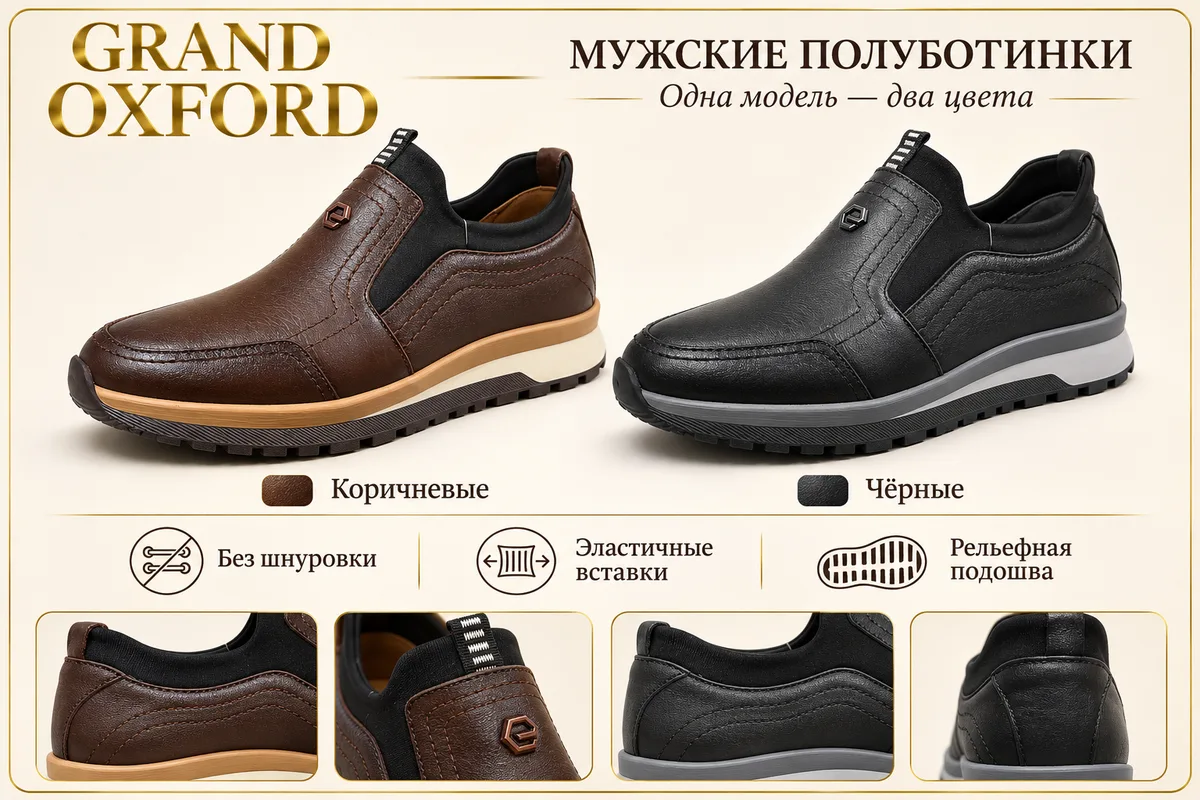 GRAND
OXFORD
МУЖСКИЕ ПОЛУБОТИНКИ
Одна модель — два цвета
Коричневые
Чёрные
Без шнуровки
Эластичные
вставки
Рельефная
подошва